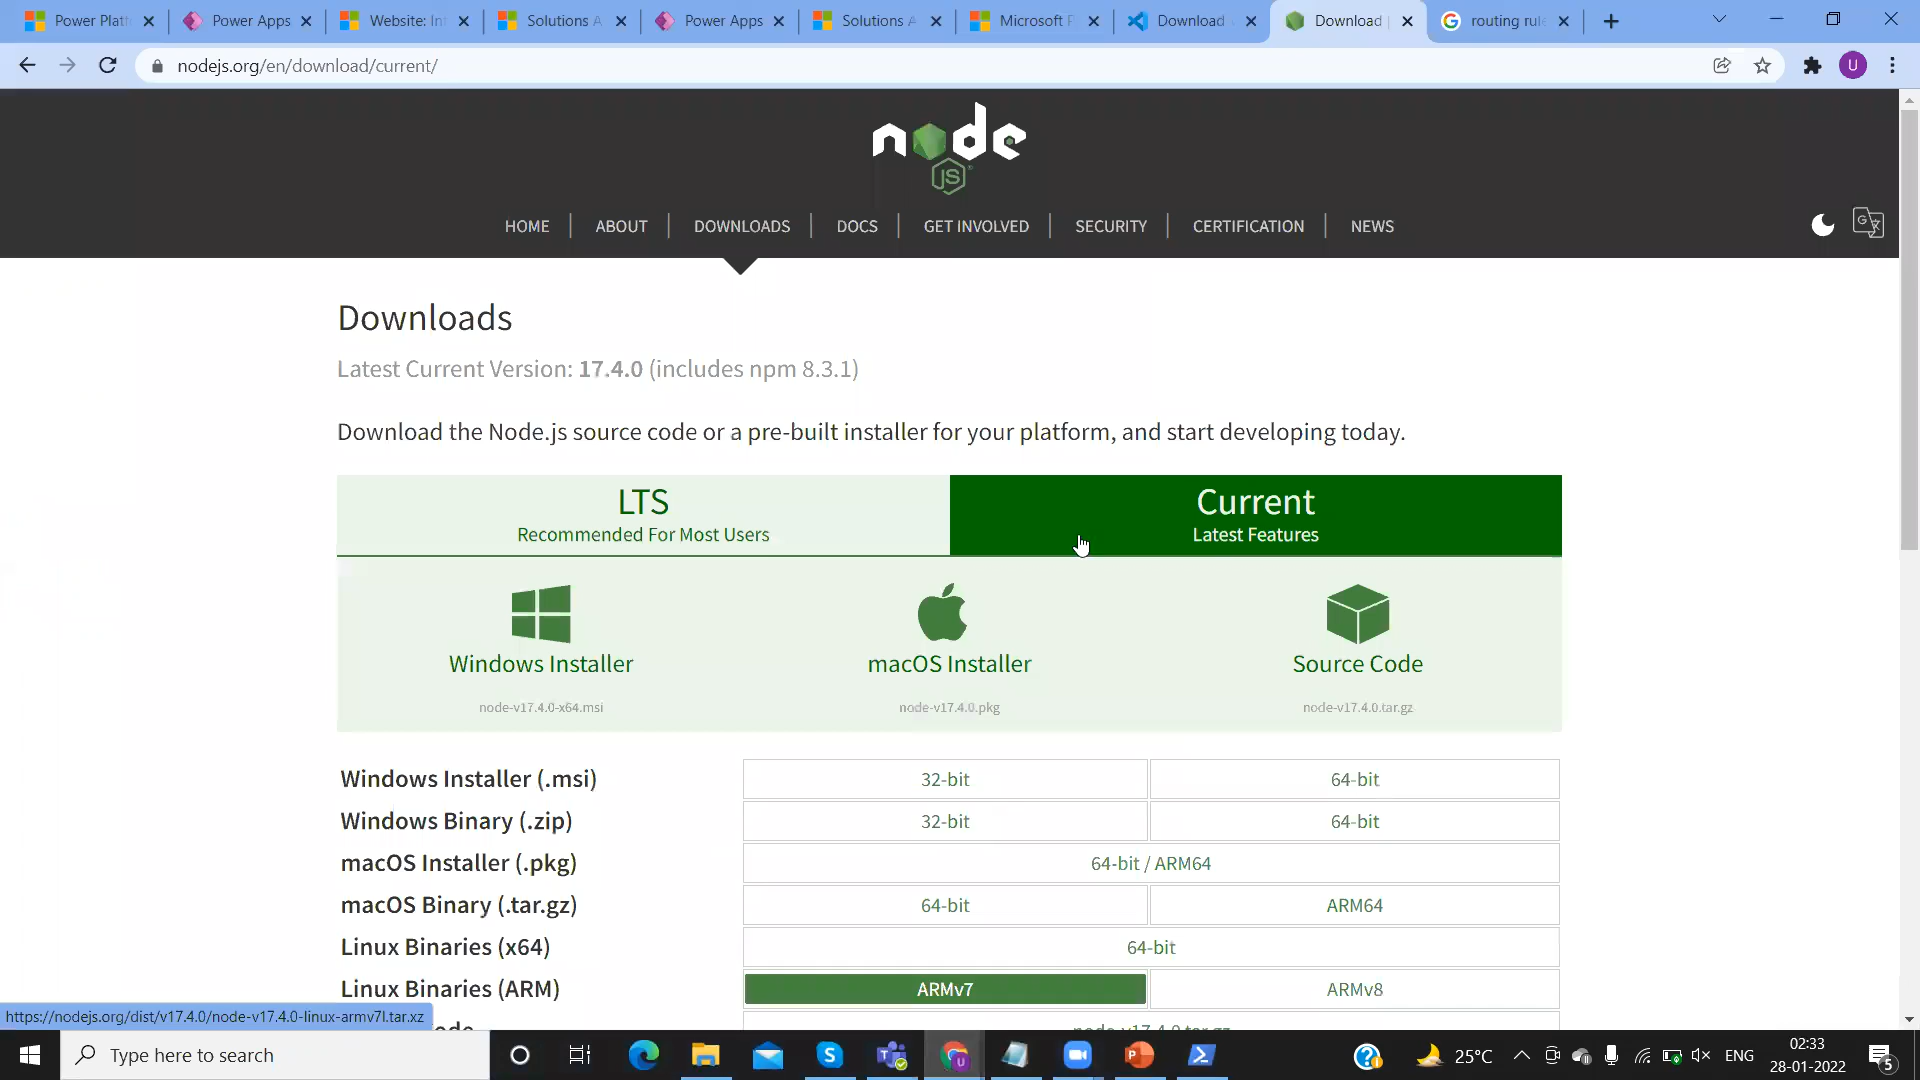 Power Platf
Power Apps
Website: Int
Solutions A
Power Apps
Solutions A
Microsoft P
Download
Download
routing rule
U
nodejs.org/en/download/current/
node
JS
HOME
ABOUT
DOWNLOADS
DOCS
GET INVOLVED
SECURITY
CERTIFICATION
NEWS
Downloads
Latest Current Version: 17.4.0 (includes npm 8.3.1)
Download the Node.js source code or a pre-built installer for your platform, and start developing today.
LTS
Recommended For Most Users
Current
Latest Features
Windows Installer
node-v17.4.0-x64.msi
macOS Installer
node-v17.4.0.pkg
Source Code
node-v17.4.0.tar.gz
Windows Installer (.msi) 32-bit 64-bit
Windows Binary (.zip) 32-bit 64-bit
macOS Installer (.pkg) 64-bit / ARM64
macOS Binary (.tar.gz) 64-bit ARM64
Linux Binaries (x64) 64-bit
Linux Binaries (ARM) ARMv7 ARMv8
https://nodejs.org/dist/v17.4.0/node-v17.4.0-linux-armv7l.tar.xz
node-v17.4.0.tar.gz
Type here to search
25°C
ENG
02:33
28-01-2022
5